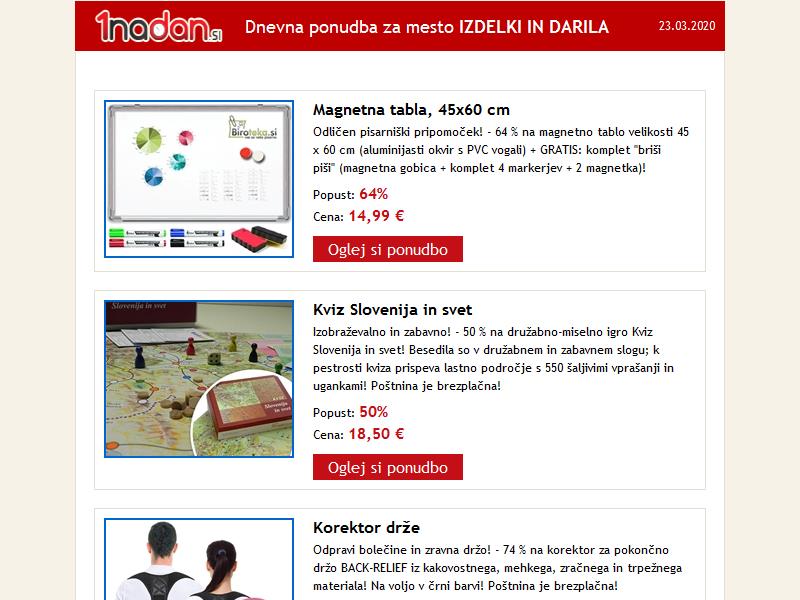 1nadan.si
Dnevna ponudba za mesto IZDELKI IN DARILA
23.03.2020
Biroteka.si
Magnetna tabla, 45x60 cm
Odličen pisarniški pripomoček! - 64 % na magnetno tablo velikosti 45
x 60 cm (aluminijasti okvir s PVC vogali) + GRATIS: komplet "briši
piši" (magnetna gobica + komplet 4 markerjev + 2 magnetka)!
Popust: 64%
Cena: 14,99 €
Oglej si ponudbo
Slovenija in svet
Slovenija
in svet
Kviz Slovenija in svet
Izobraževalno in zabavno! - 50 % na družabno-miselno igro Kviz
Slovenija in svet! Besedila so v družabnem in zabavnem slogu; k
pestrosti kviza prispeva lastno področje s 550 šaljivimi vprašanji in
ugankami! Poštnina je brezplačna!
Popust: 50%
Cena: 18,50 €
Oglej si ponudbo
Korektor drže
Odpravi bolečine in zravna držo! - 74 % na korektor za pokončno
držo BACK-RELIEF iz kakovostnega, mehkega, zračnega in trpežnega
materiala! Na voljo v črni barvi! Poštnina je brezplačna!